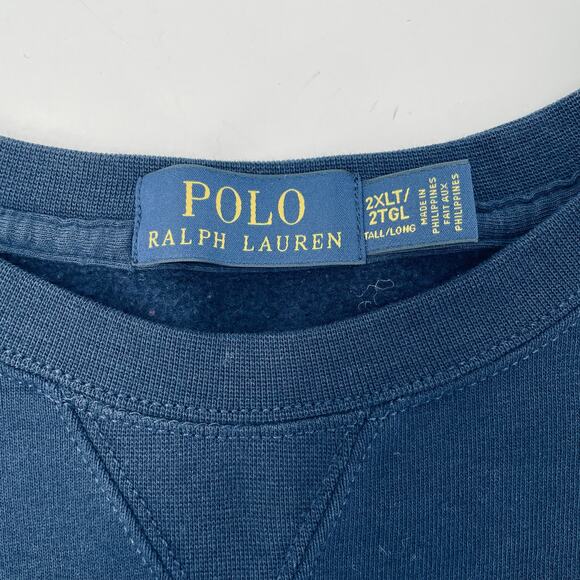 POLO
RALPH LAUREN
2XLT/
2TGL
TALL/LONG
MADE IN
PHILIPPINES
FAIT AUX
PHILIPPINES